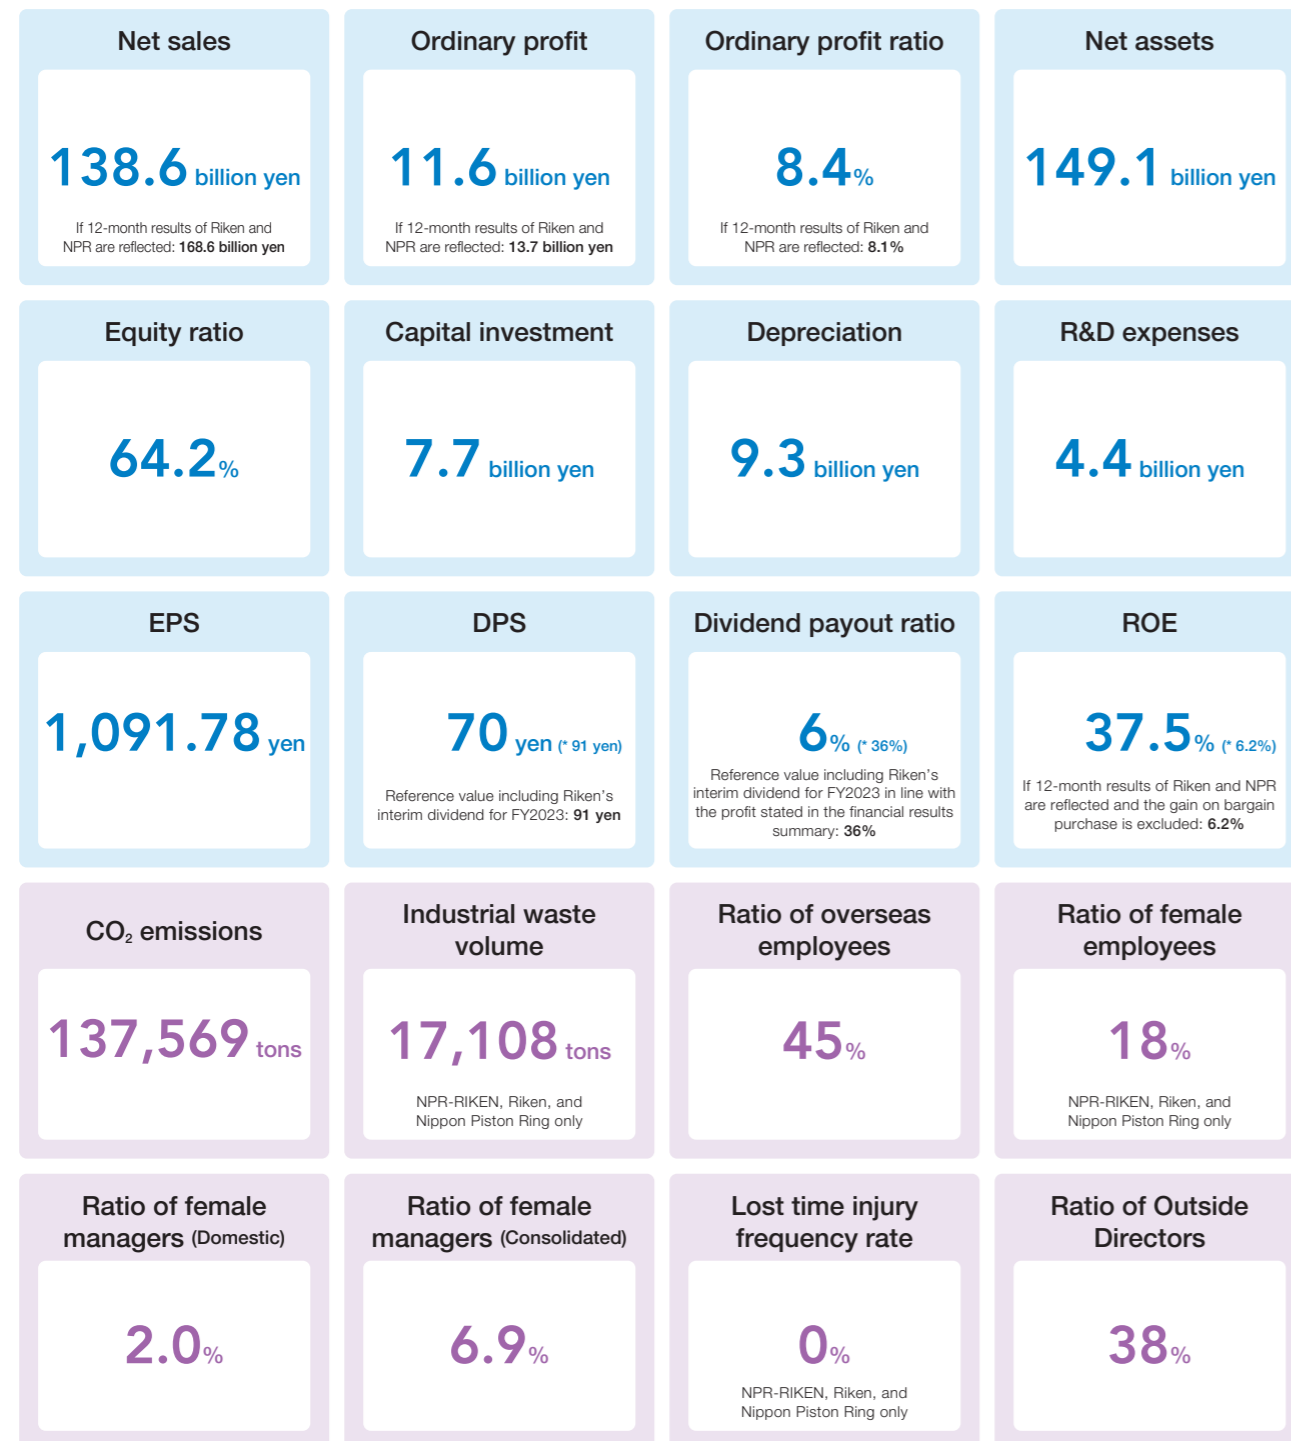 Net sales
138.6 billion yen
If 12-month results of Riken and
NPR are reflected: 168.6 billion yen
Ordinary profit
11.6 billion yen
If 12-month results of Riken and
NPR are reflected: 13.7 billion yen
Ordinary profit ratio
8.4%
If 12-month results of Riken and
NPR are reflected: 8.1%
Net assets
149.1 billion yen
Equity ratio
64.2%
Capital investment
7.7 billion yen
Depreciation
9.3 billion yen
R&D expenses
4.4 billion yen
EPS
1,091.78 yen
DPS
70 yen (* 91 yen)
Reference value including Riken's
interim dividend for FY2023: 91 yen
Dividend payout ratio
6% (* 36%)
Reference value including Riken's
interim dividend for FY2023 in line with
the profit stated in the financial results
summary: 36%
ROE
37.5% (* 6.2%)
If 12-month results of Riken and NPR
are reflected and the gain on bargain
purchase is excluded: 6.2%
CO₂ emissions
137,569 tons
Industrial waste
volume
17,108 tons
NPR-RIKEN, Riken, and
Nippon Piston Ring only
Ratio of overseas
employees
45%
Ratio of female
employees
18%
NPR-RIKEN, Riken, and
Nippon Piston Ring only
Ratio of female
managers (Domestic)
2.0%
Ratio of female
managers (Consolidated)
6.9%
Lost time injury
frequency rate
0%
NPR-RIKEN, Riken, and
Nippon Piston Ring only
Ratio of Outside
Directors
38%